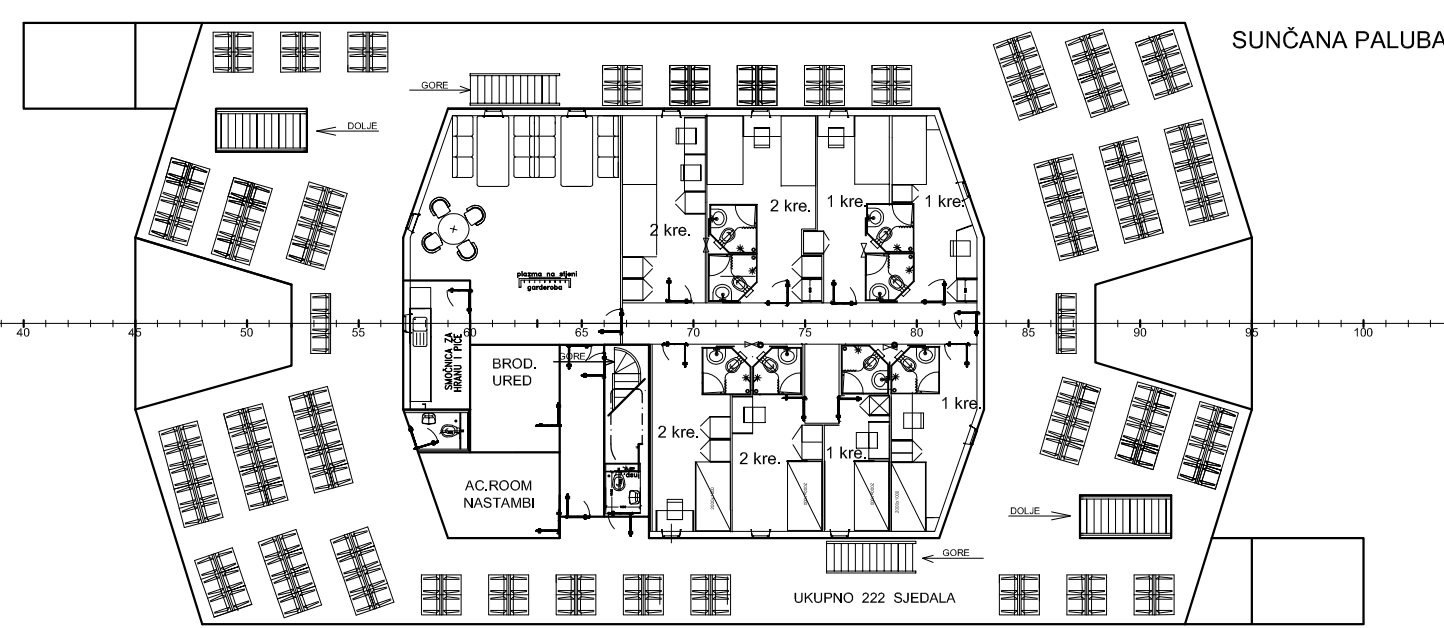 SUNČANA PALUBA
GORE
DOLJE
2 kre.
2 kre.
1 kre.
1 kre.
plazma na stjeni
garderoba
40
45
50
55
60
65
70
75
80
85
90
95
100
SMOČNICA ZA
HRANU I PIĆE
BROD.
URED
GORE
2 kre.
2 kre.
1 kre.
1 kre.
AC.ROOM
NASTAMBI
DOLJE
GORE
UKUPNO 222 SJEDALA